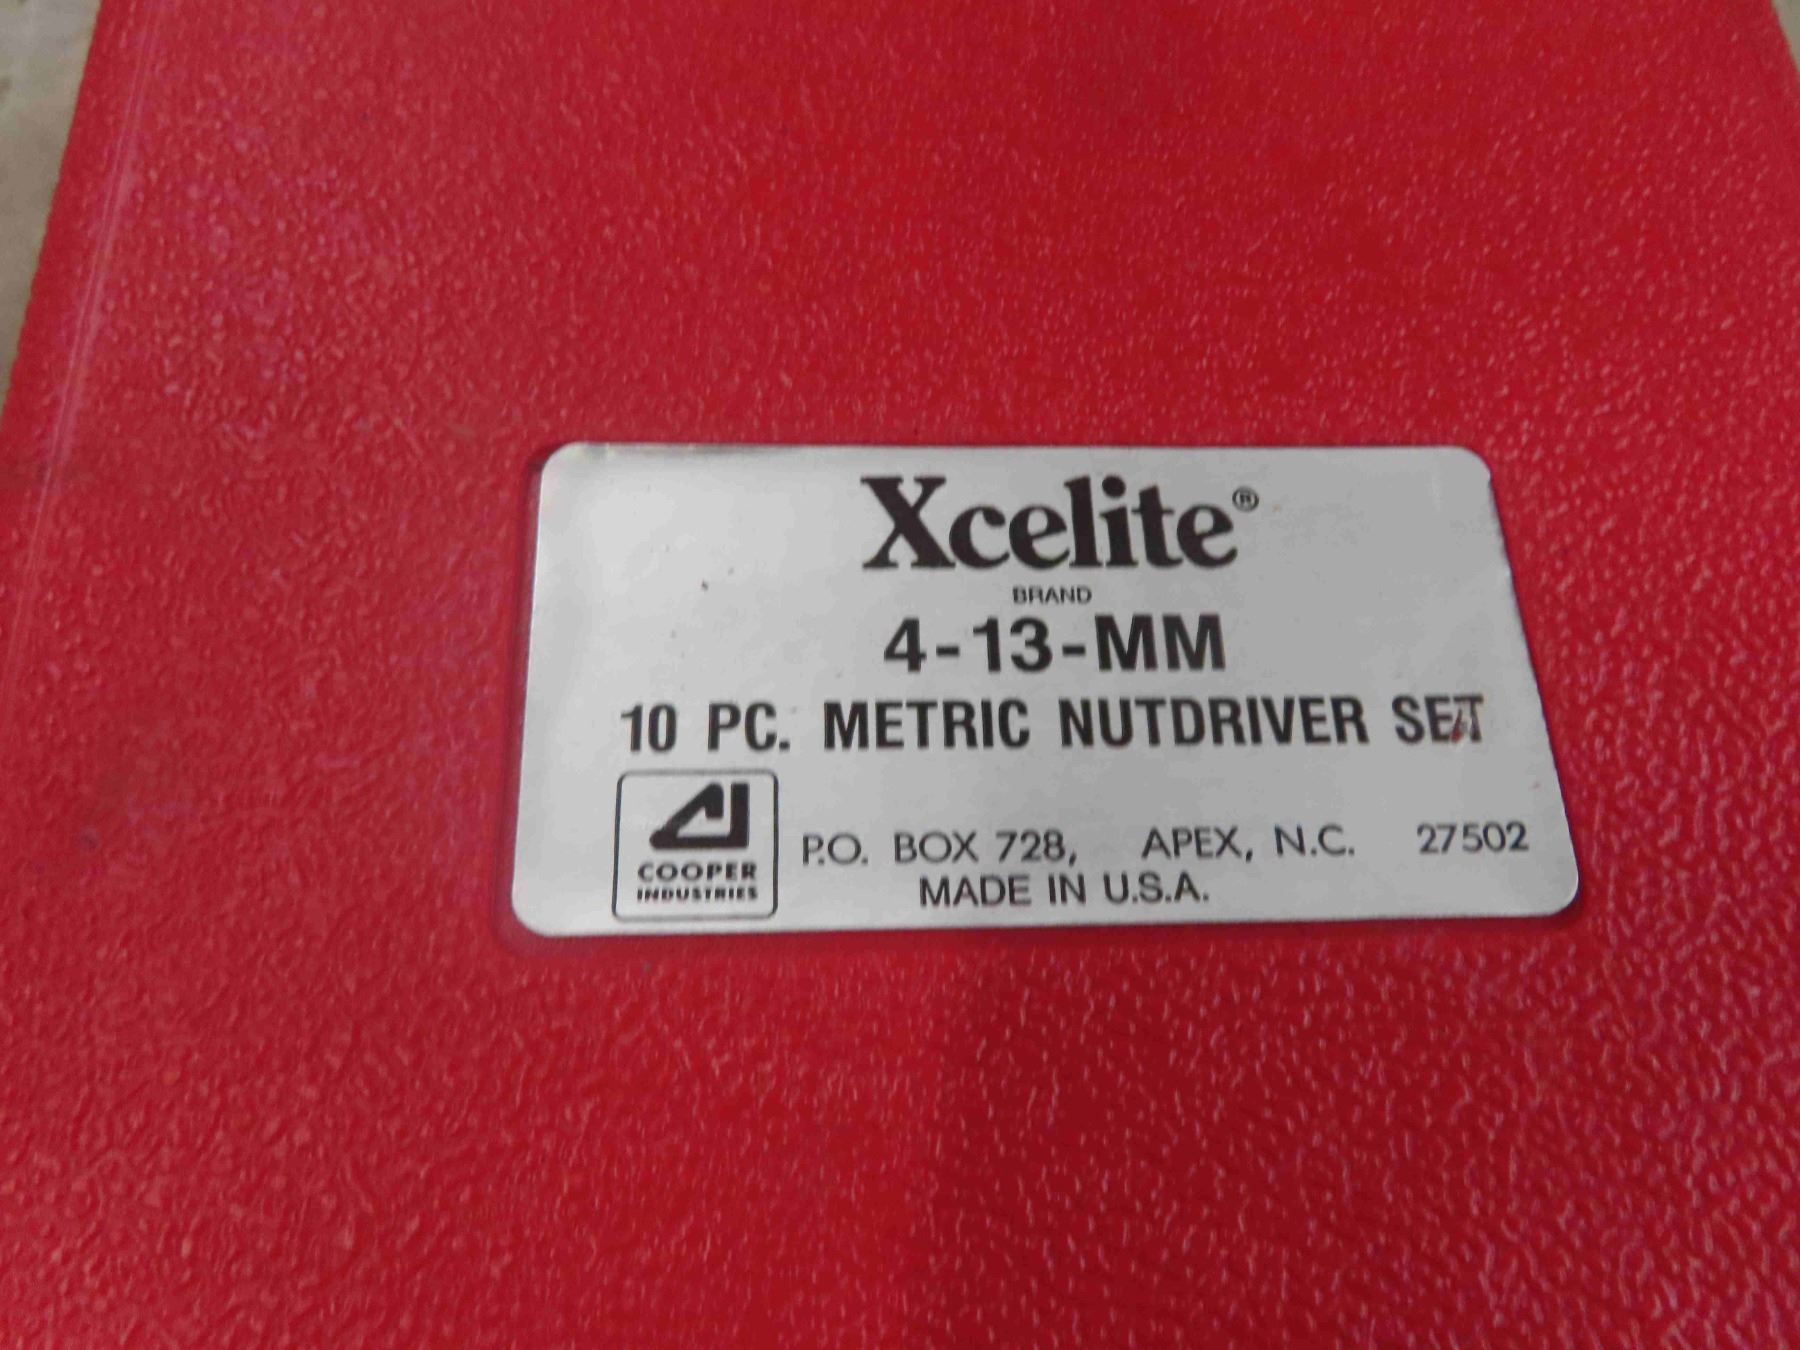 Xcelite®
BRAND
4-13-MM
10 PC. METRIC NUTDRIVER SET
COOPER
INDUSTRIES
P.O. BOX 728, APEX, N.C. 27502
MADE IN U.S.A.